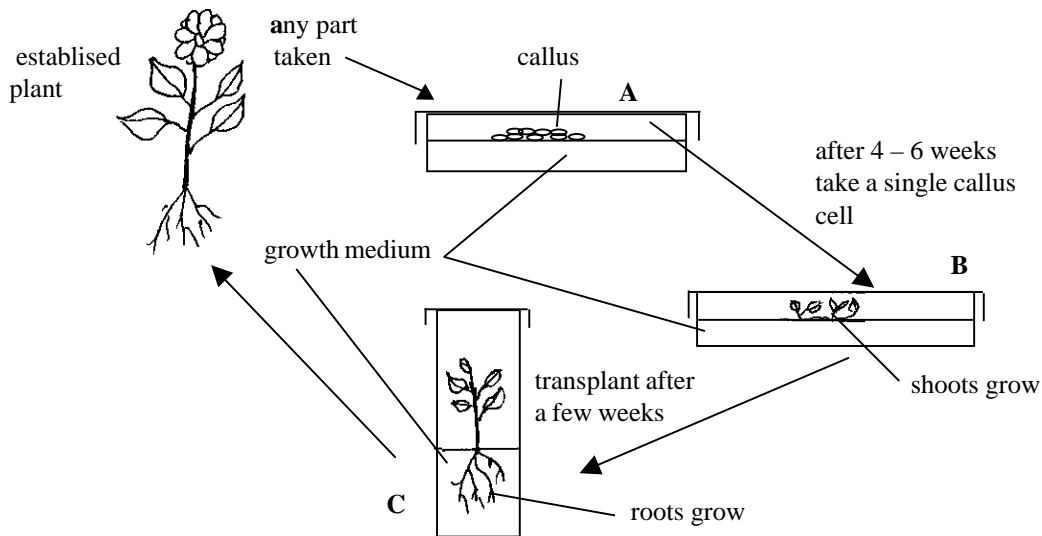 establised
plant
any part
taken
callus
A
after 4 – 6 weeks
take a single callus
cell
growth medium
B
shoots grow
transplant after
a few weeks
C
roots grow